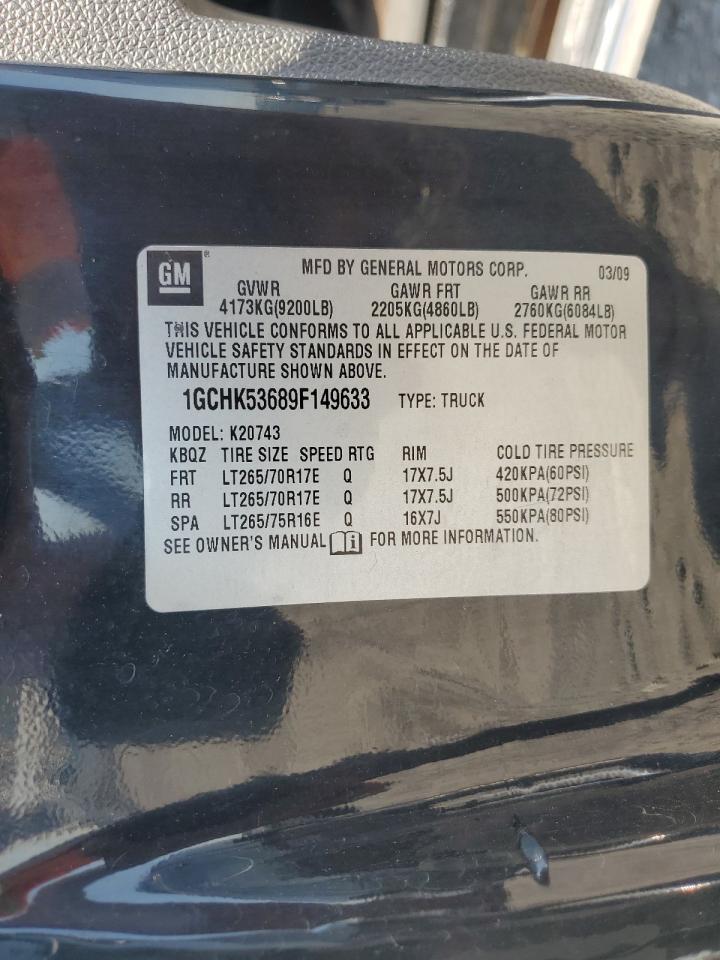 GM ® MFD BY GENERAL MOTORS CORP. 03/09
GVWR GAWR FRT GAWR RR
4173KG(9200LB) 2205KG(4860LB) 2760KG(6084LB)
THIS VEHICLE CONFORMS TO ALL APPLICABLE U.S. FEDERAL MOTOR
VEHICLE SAFETY STANDARDS IN EFFECT ON THE DATE OF
MANUFACTURE SHOWN ABOVE.
1GCHK53689F149633 TYPE: TRUCK
MODEL: K20743
KBQZ TIRE SIZE SPEED RTG RIM COLD TIRE PRESSURE
FRT LT265/70R17E Q 17X7.5J 420KPA(60PSI)
RR LT265/70R17E Q 17X7.5J 500KPA(72PSI)
SPA LT265/75R16E Q 16X7J 550KPA(80PSI)
SEE OWNER'S MANUAL i FOR MORE INFORMATION.